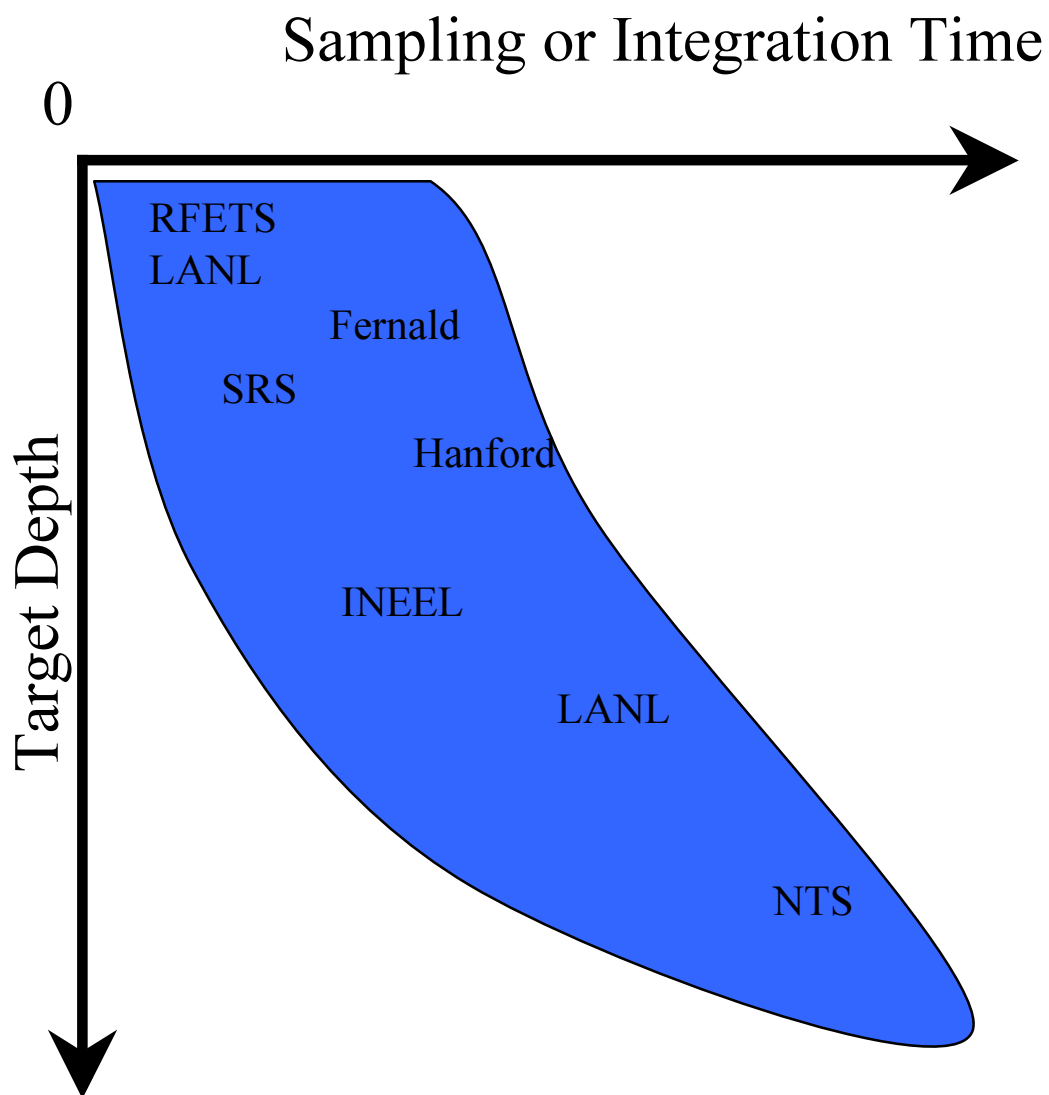 Sampling or Integration Time
0
RFETS
LANL
Fernald
SRS
Hanford
Target Depth
INEEL
LANL
NTS